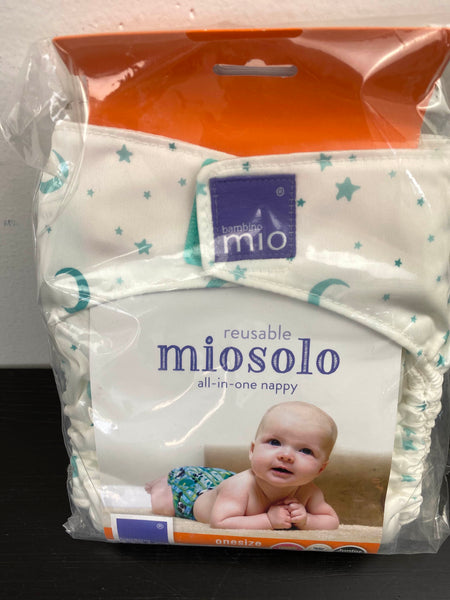 bambino
mio®
reusable
miosolo
all-in-one nappy
onesize